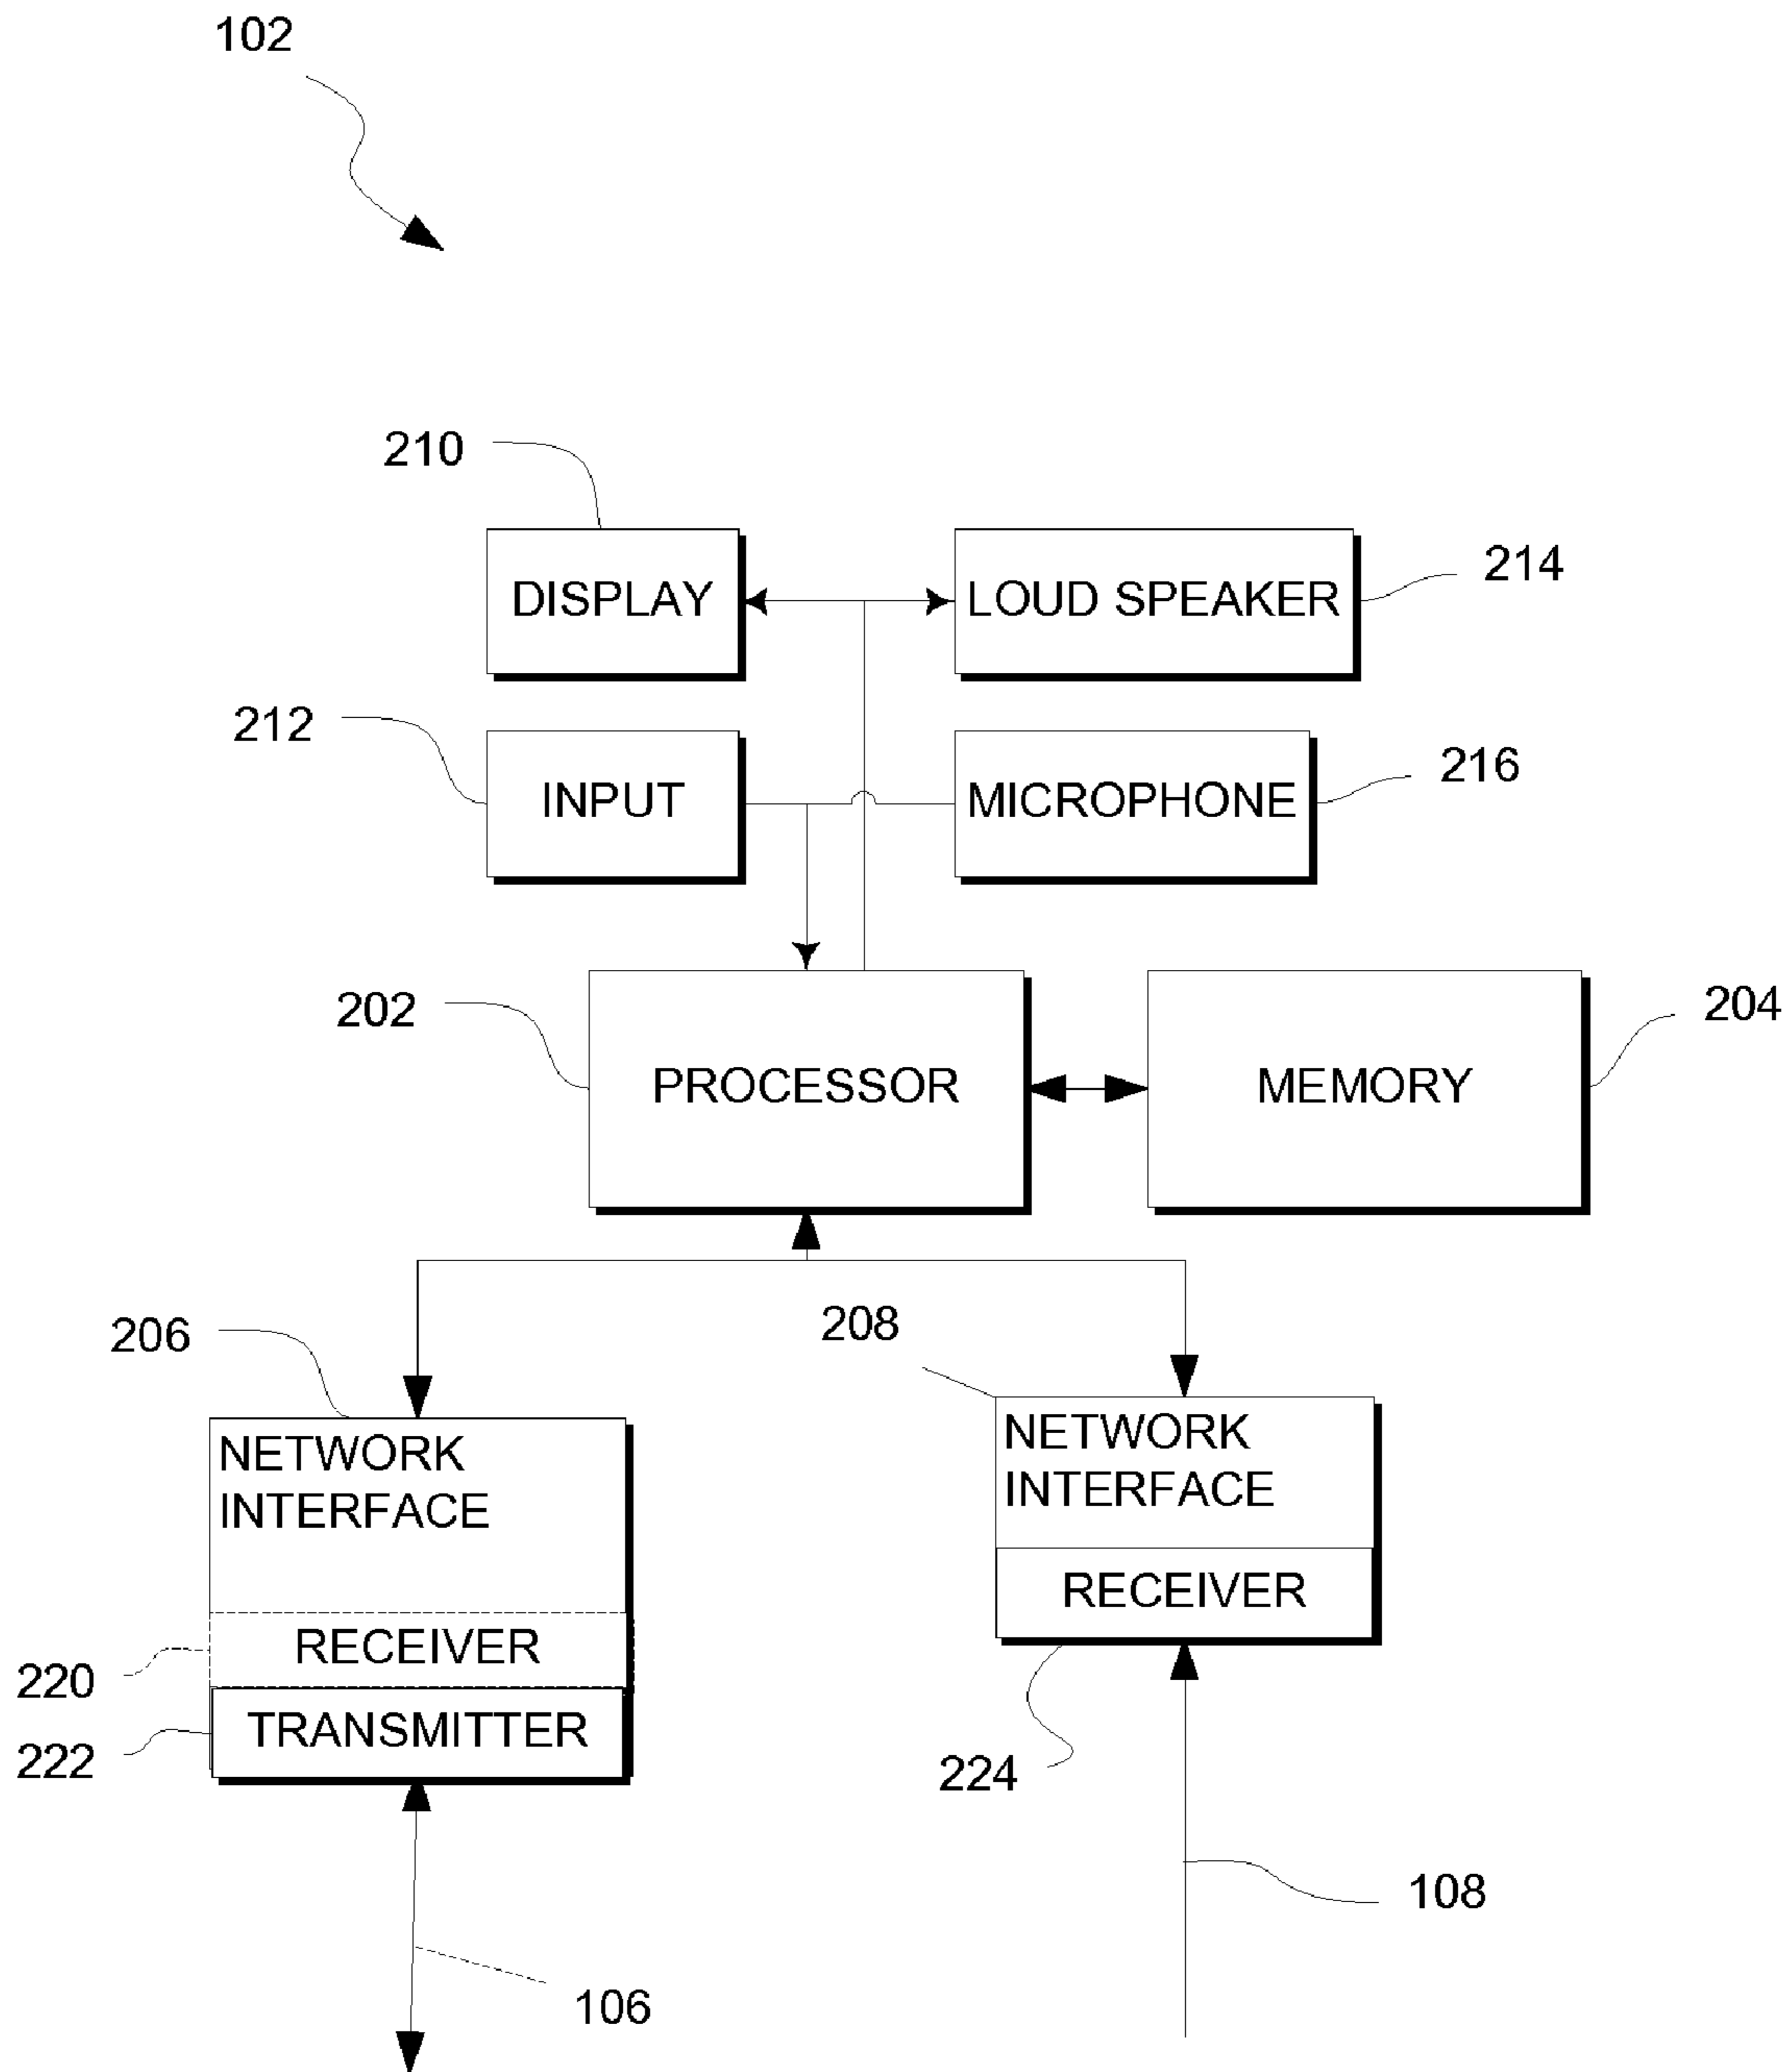 102
210
DISPLAY
LOUD SPEAKER
214
212
INPUT
MICROPHONE
216
202
PROCESSOR
MEMORY
204
206
208
NETWORK
INTERFACE
NETWORK
INTERFACE
RECEIVER
RECEIVER
220
TRANSMITTER
222
224
108
106